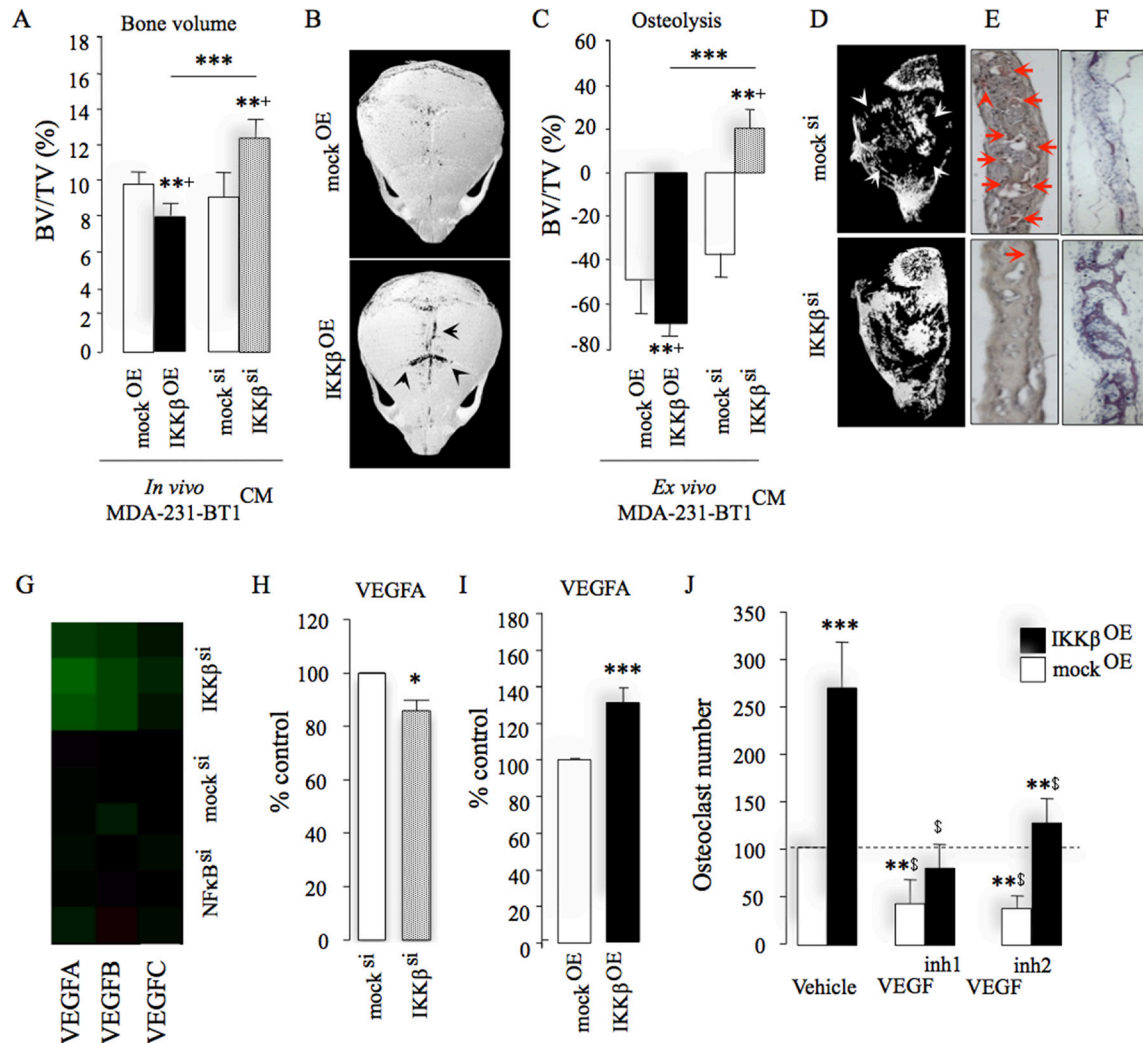 A
Bone volume
18
16
14
12
10
8
6
4
2
0
BV/TV (%)
***
**+
**+
mock OE
IKKβ OE
mock si
IKKβ si
In vivo
MDA-231-BT1 CM
B
mock OE
IKKβ OE
C
Osteolysis
60
40
20
0
-20
-40
-60
-80
BV/TV (%)
***
**+
**+
mock OE
IKKβ OE
mock si
IKKβ si
Ex vivo
MDA-231-BT1 CM
D
E
F
mock si
IKKβ si
G
IKKβ si
mock si
NFκB si
VEGFA
VEGFB
VEGFC
H
VEGFA
120
100
80
60
40
20
0
% control
*
mock si
IKKβ si
I
VEGFA
180
160
140
120
100
80
60
40
20
0
% control
***
mock OE
IKKβ OE
J
350
300
250
200
150
100
50
0
Osteoclast number
IKKβ OE
mock OE
***
**$
$
**$
**$
Vehicle
VEGF inh1
VEGF inh2